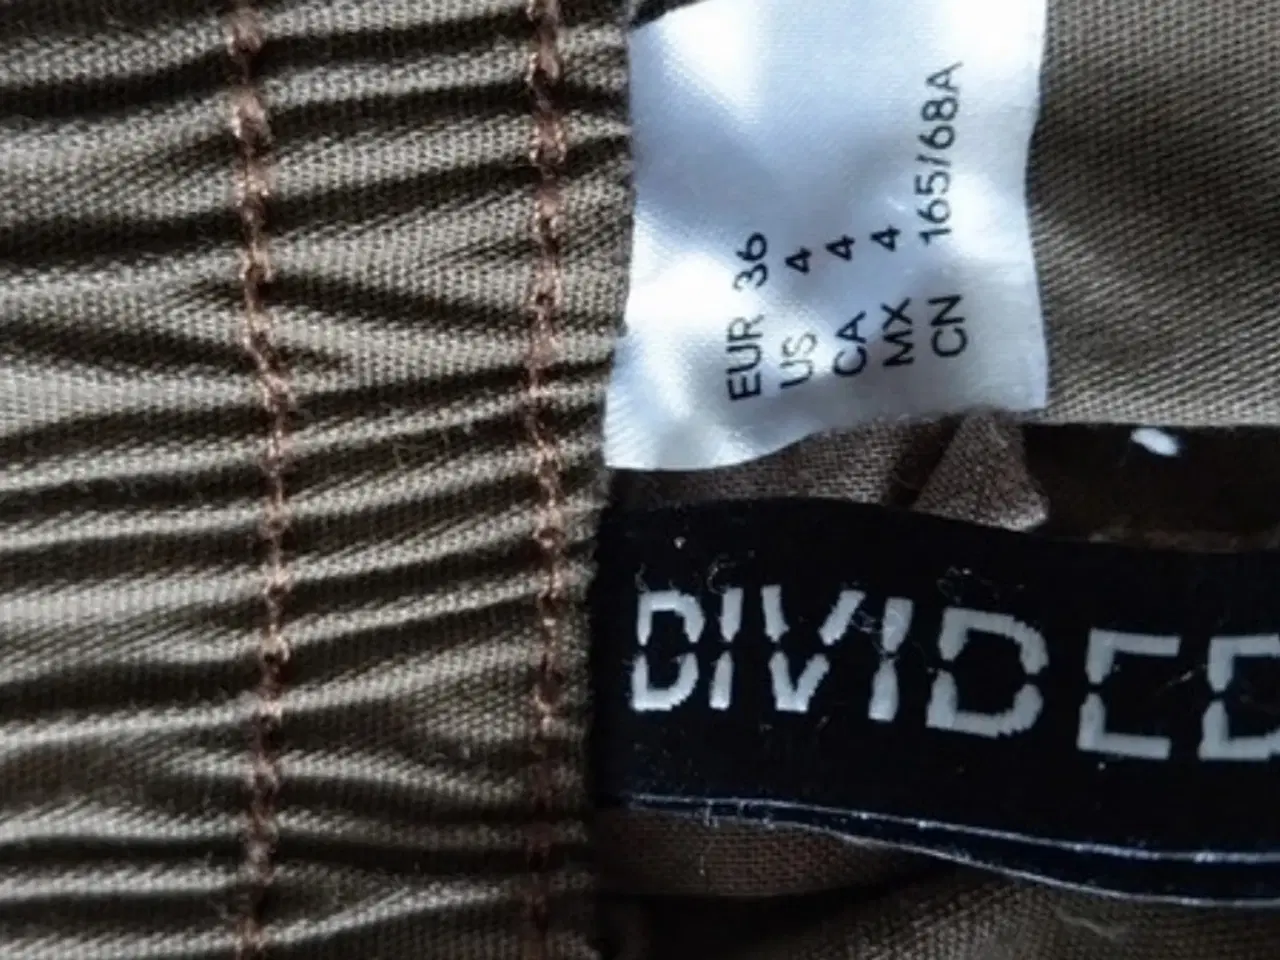 EUR 36
US 4
CA 4
MX 4
CN 165/68A
DIVIDED